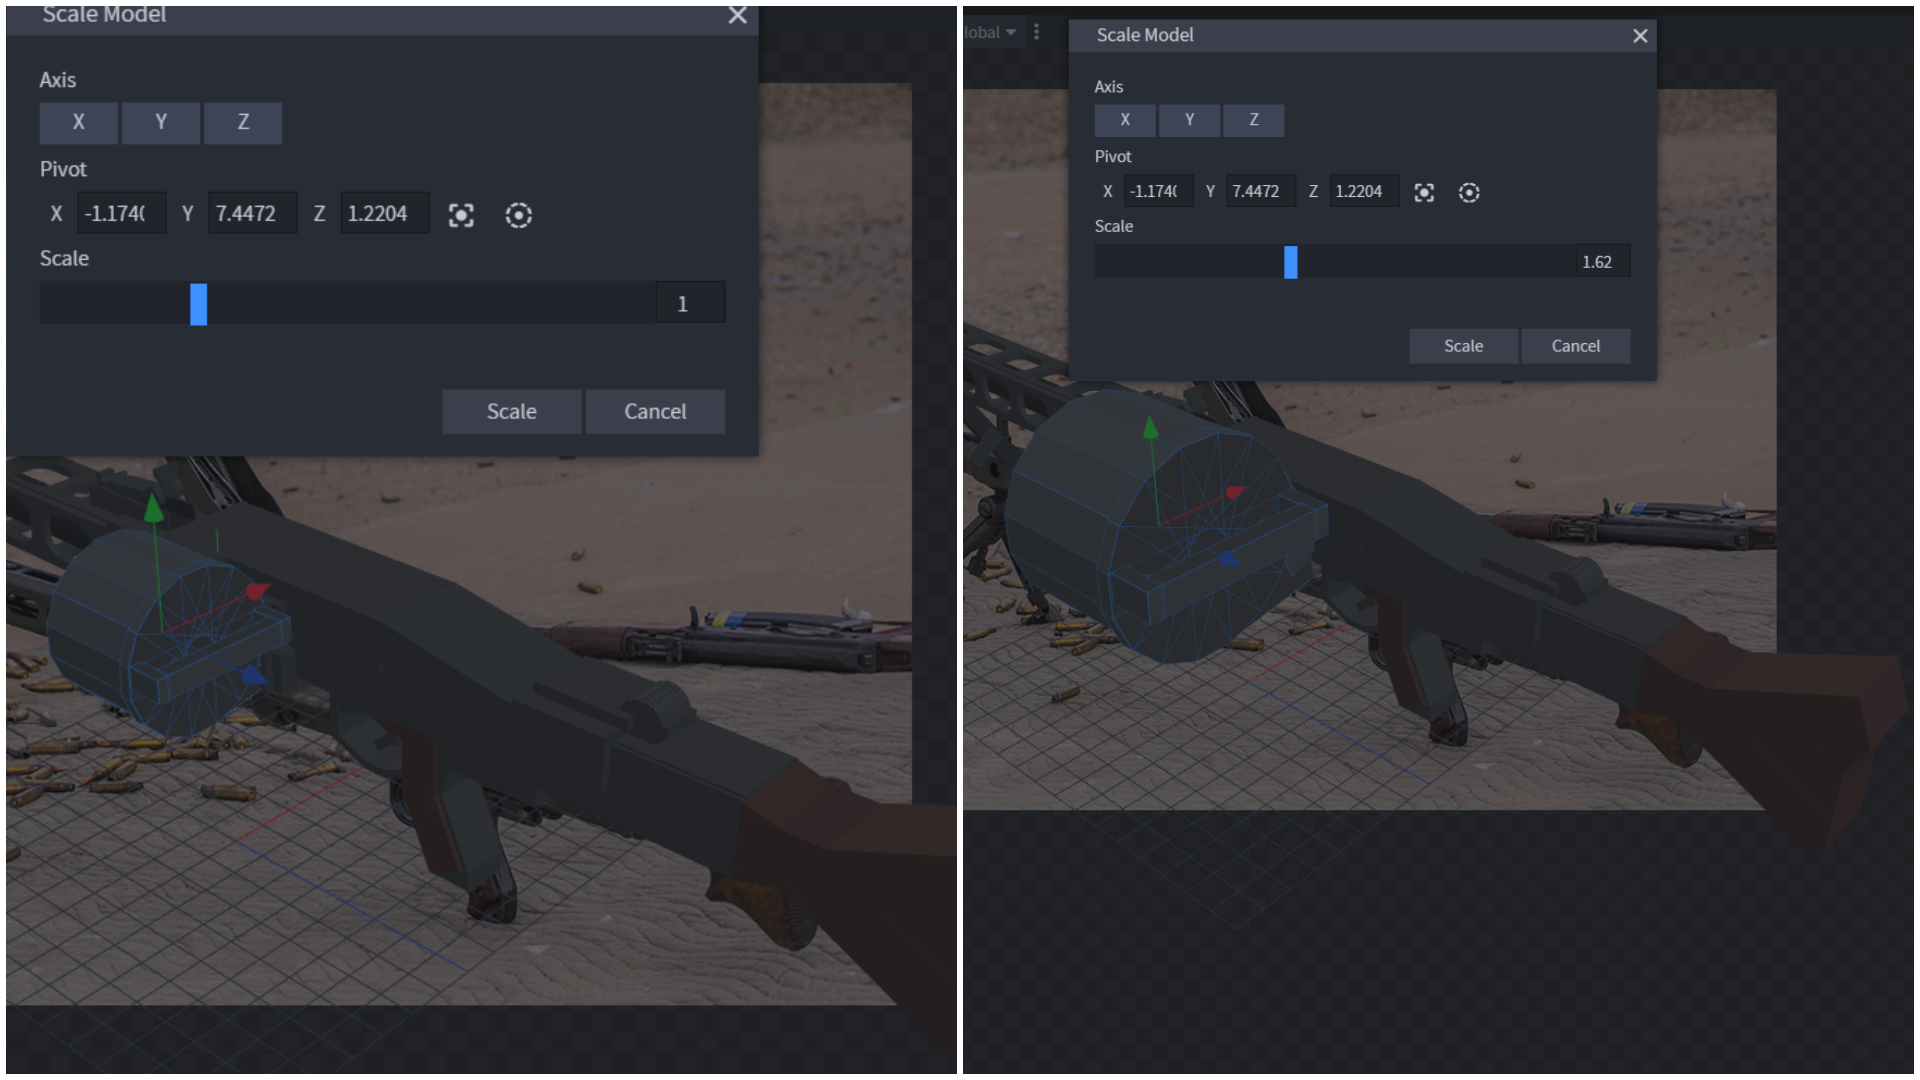 Scale Model
Axis
X Y Z
Pivot
X -1.174( Y 7.4472 Z 1.2204
Scale
1
Scale Cancel
lobal
Scale Model
Axis
X Y Z
Pivot
X -1.174( Y 7.4472 Z 1.2204
Scale
1.62
Scale Cancel